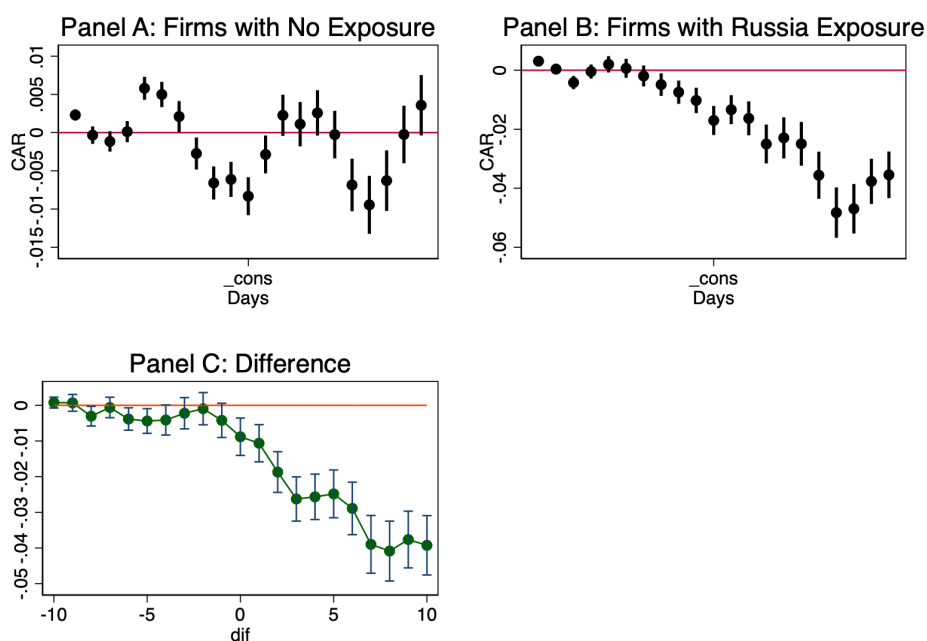 Panel A: Firms with No Exposure
.01
.005
0
-.005
-.01
-.015
CAR
_cons
Days
Panel B: Firms with Russia Exposure
0
-.02
-.04
-.06
CAR
_cons
Days
Panel C: Difference
0
-.01
-.02
-.03
-.04
-.05
-10 -5 0 5 10
dif